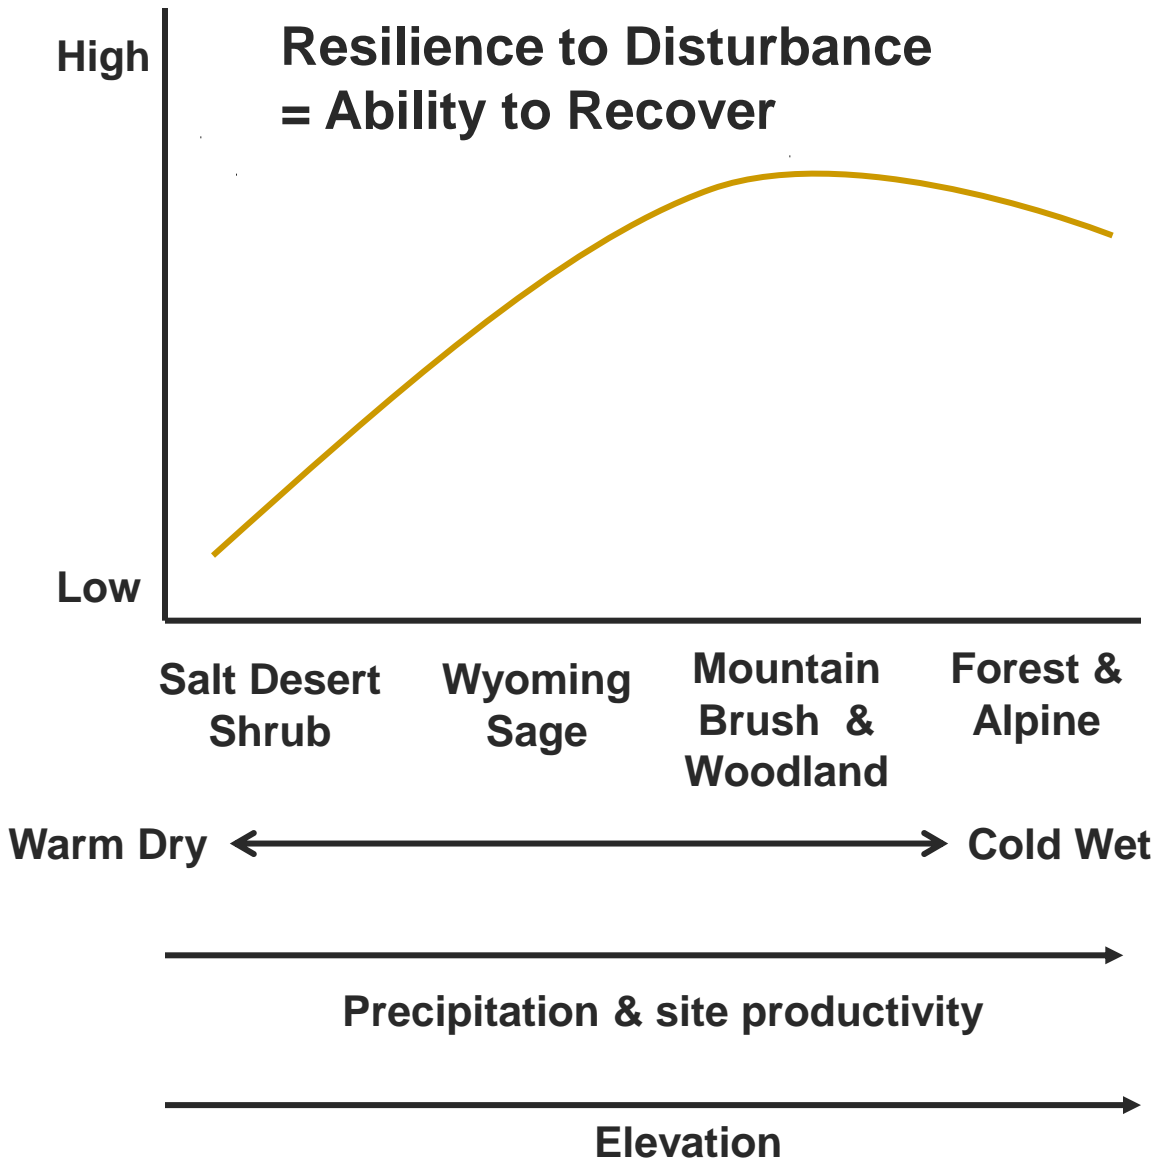 High
Resilience to Disturbance
= Ability to Recover
Low
Salt Desert
Shrub
Wyoming
Sage
Mountain
Brush &
Woodland
Forest &
Alpine
Warm Dry
Cold Wet
Precipitation & site productivity
Elevation